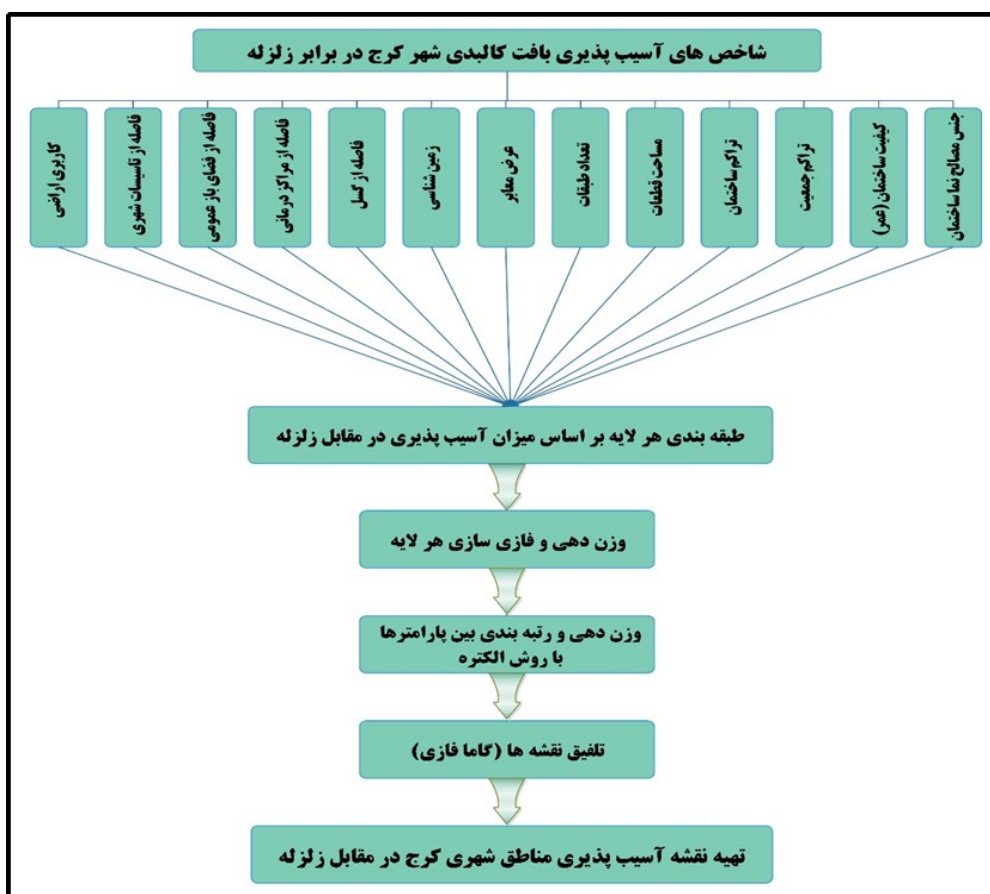 شاخص های آسیب پذیری بافت کالبدی شهر کرج در برابر زلزله
جنس مصالح نما ساختمان
کیفیت ساختمان (عمر)
تراکم جمعیت
تراکم ساختمان
مساحت قطعات
تعداد طبقات
عرض معابر
زمین شناسی
فاصله از گسل
فاصله از مراکز درمانی
فاصله از فضای باز عمومی
فاصله از تاسیسات شهری
کاربری اراضی
طبقه بندی هر لایه بر اساس میزان آسیب پذیری در مقابل زلزله
وزن دهی و فازی سازی هر لایه
وزن دهی و رتبه بندی بین پارامترها
با روش الکتره
تلفیق نقشه ها (گاما فازی)
تهیه نقشه آسیب پذیری مناطق شهری کرج در مقابل زلزله